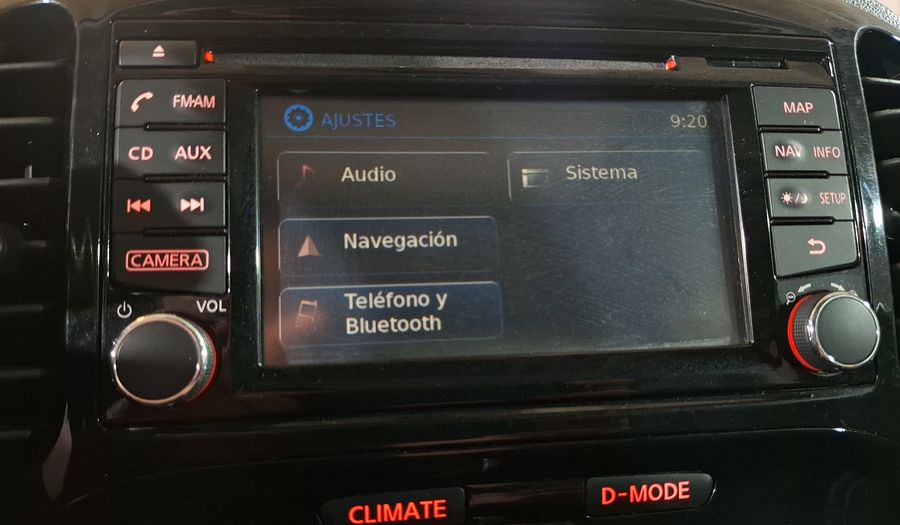 FM·AM
CD AUX
CAMERA
VOL
AJUSTES 9:20
Audio
Sistema
Navegación
Teléfono y
Bluetooth
MAP
NAV INFO
SETUP
CLIMATE
D-MODE